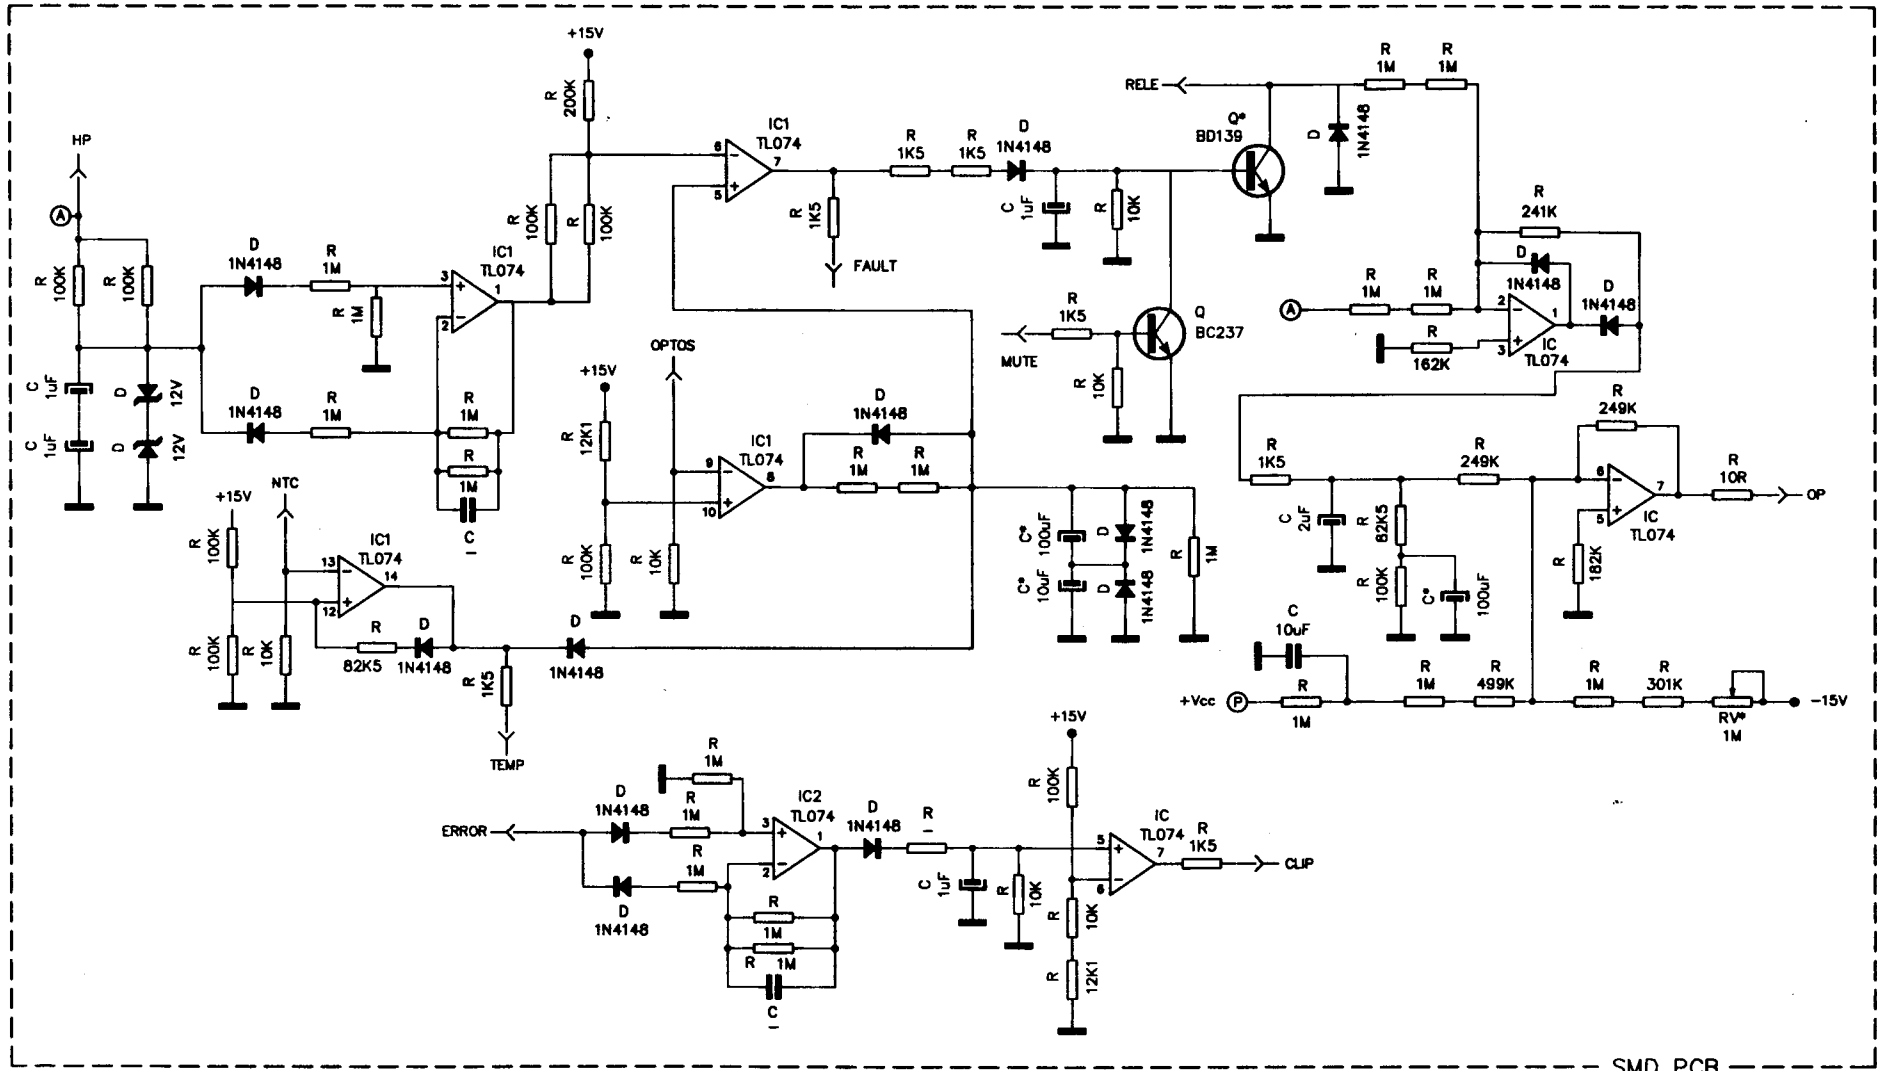 +15V
R 200K
HP
A
R 100K
R 100K
D
1N4148
R
1M
R 1M
IC1
TL074
3
+
1
−
2
R 100K
R 100K
C 1uF
C 1uF
D 12V
D 12V
D
1N4148
R
1M
R
1M
R
1M
C
−
IC1
TL074
6
−
7
5
+
R
1K5
R
1K5
D
1N4148
R 1K5
FAULT
C 1uF
R 10K
RELE
Q*
BD139
D 1N4148
R
1M
R
1M
MUTE
R
1K5
R 10K
Q
BC237
A
R
1M
R
1M
R
162K
R
241K
D
1N4148
D
1N4148
2
−
1
3
+
IC
TL074
+15V
R 12K1
R 100K
OPTOS
R 10K
IC1
TL074
9
−
8
10
+
D
1N4148
R
1M
R
1M
C* 100uF
C* 10uF
D 1N4148
D 1N4148
R 1M
R
1K5
C 2uF
R 82K5
R 100K
C* 100uF
R
249K
R
249K
6
−
7
5
+
IC
TL074
R 182K
R
10R
OP
+15V
R 100K
R 100K
NTC
R 10K
IC1
TL074
13
−
14
12
+
R
82K5
D
1N4148
R 1K5
TEMP
D
1N4148
C
10uF
+Vcc
P
R
1M
R
1M
R
499K
R
1M
R
301K
RV*
1M
-15V
ERROR
D
1N4148
R
1M
R
1M
D
1N4148
R
1M
IC2
TL074
3
+
1
−
2
R
1M
R 1M
C
−
D
1N4148
R
−
C 1uF
R 10K
+15V
R 100K
R 10K
R 12K1
IC
TL074
5
+
7
−
6
R
1K5
CLIP
SMD PCB